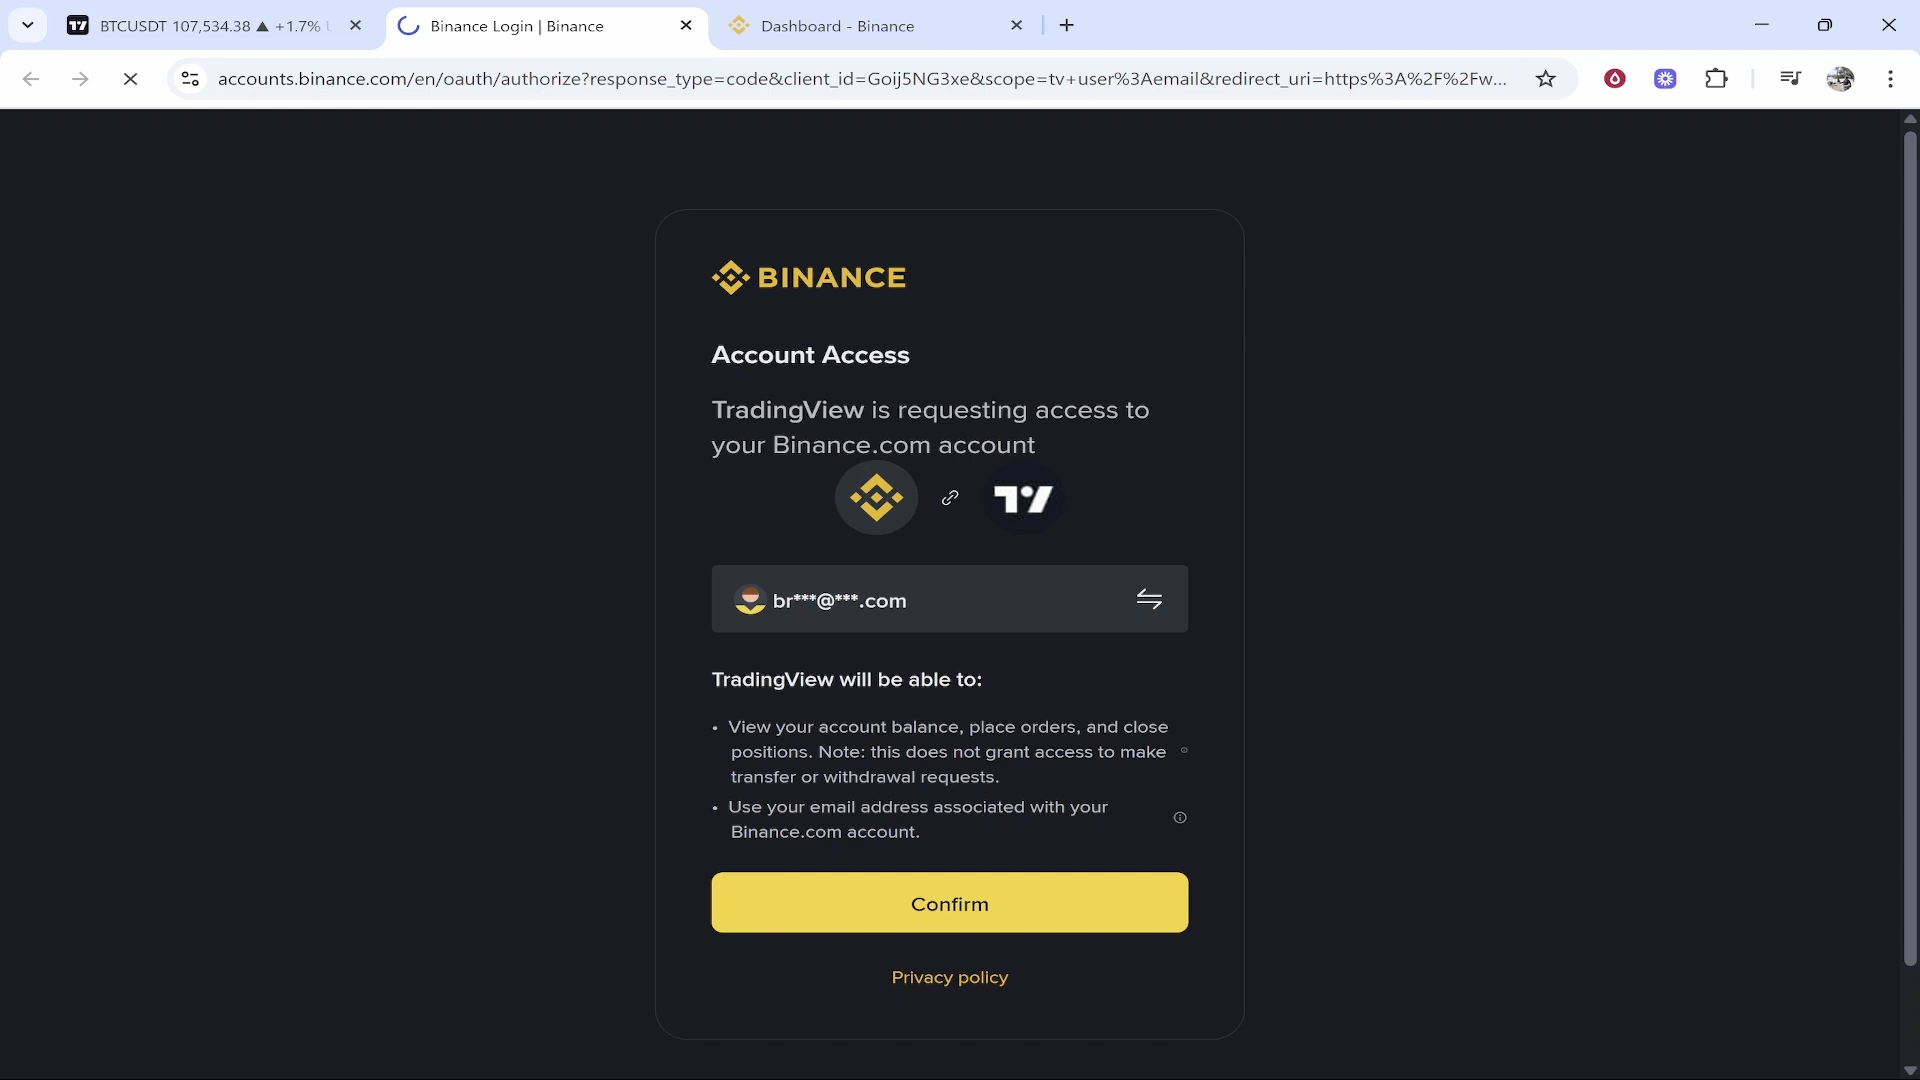 BTCUSDT 107,534.38 ▲ +1.7%
Binance Login | Binance
Dashboard - Binance
accounts.binance.com/en/oauth/authorize?response_type=code&client_id=Goij5NG3xe&scope=tv+user%3Aemail&redirect_uri=https%3A%2F%2Fw...
BINANCE
Account Access
TradingView is requesting access to
your Binance.com account
br***@***.com
TradingView will be able to:
• View your account balance, place orders, and close
positions. Note: this does not grant access to make
transfer or withdrawal requests.
• Use your email address associated with your
Binance.com account.
Confirm
Privacy policy